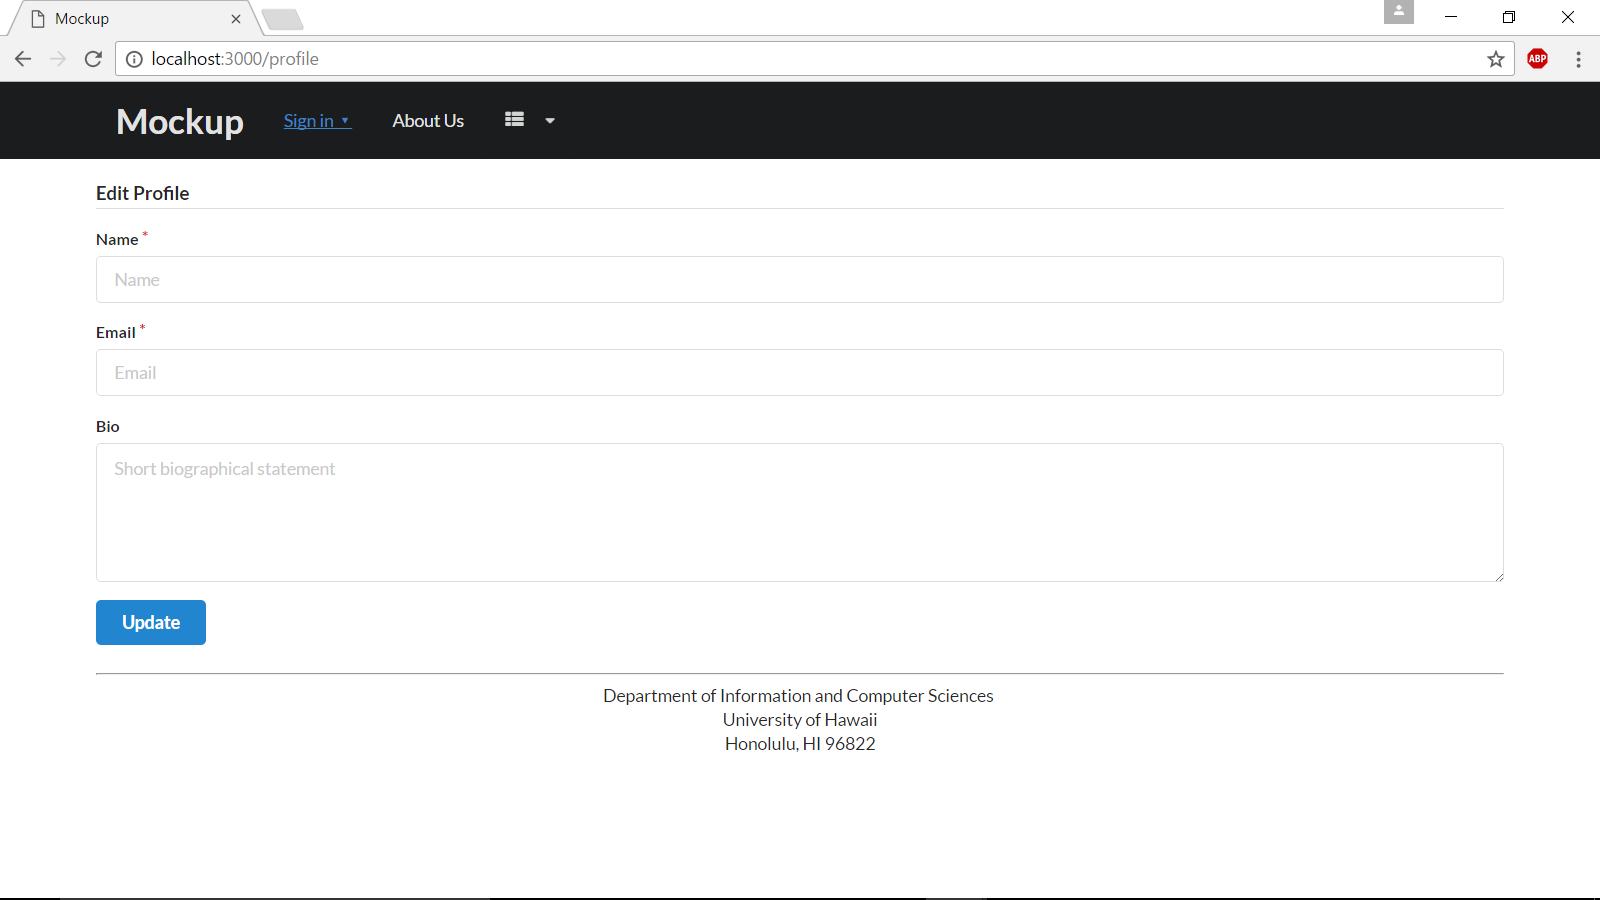 Mockup
localhost:3000/profile
ABP
Mockup Sign in ▾ About Us
Edit Profile
Name *
Name
Email *
Email
Bio
Short biographical statement
Update
Department of Information and Computer Sciences
University of Hawaii
Honolulu, HI 96822